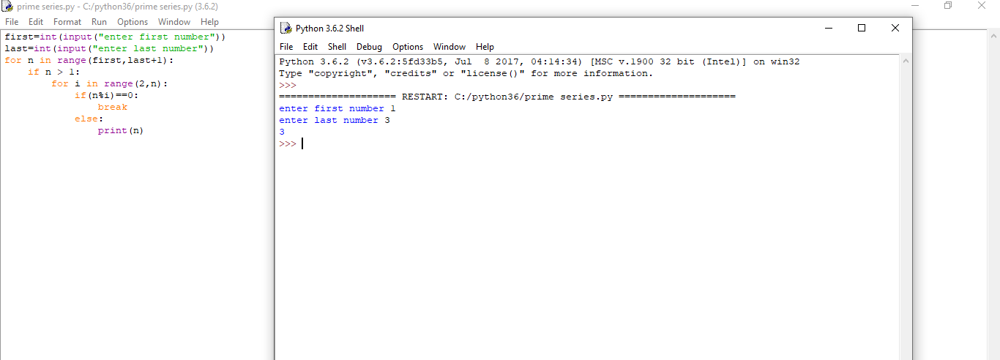 prime series.py - C:/python36/prime series.py (3.6.2)
File Edit Format Run Options Window Help
first=int(input("enter first number"))
last=int(input("enter last number"))
for n in range(first,last+1):
    if n > 1:
        for i in range(2,n):
            if(n%i)==0:
                break
            else:
                print(n)
Python 3.6.2 Shell
File Edit Shell Debug Options Window Help
Python 3.6.2 (v3.6.2:5fd33b5, Jul  8 2017, 04:14:34) [MSC v.1900 32 bit (Intel)] on win32
Type "copyright", "credits" or "license()" for more information.
>>>
==================== RESTART: C:/python36/prime series.py ====================
enter first number 1
enter last number 3
3
>>>